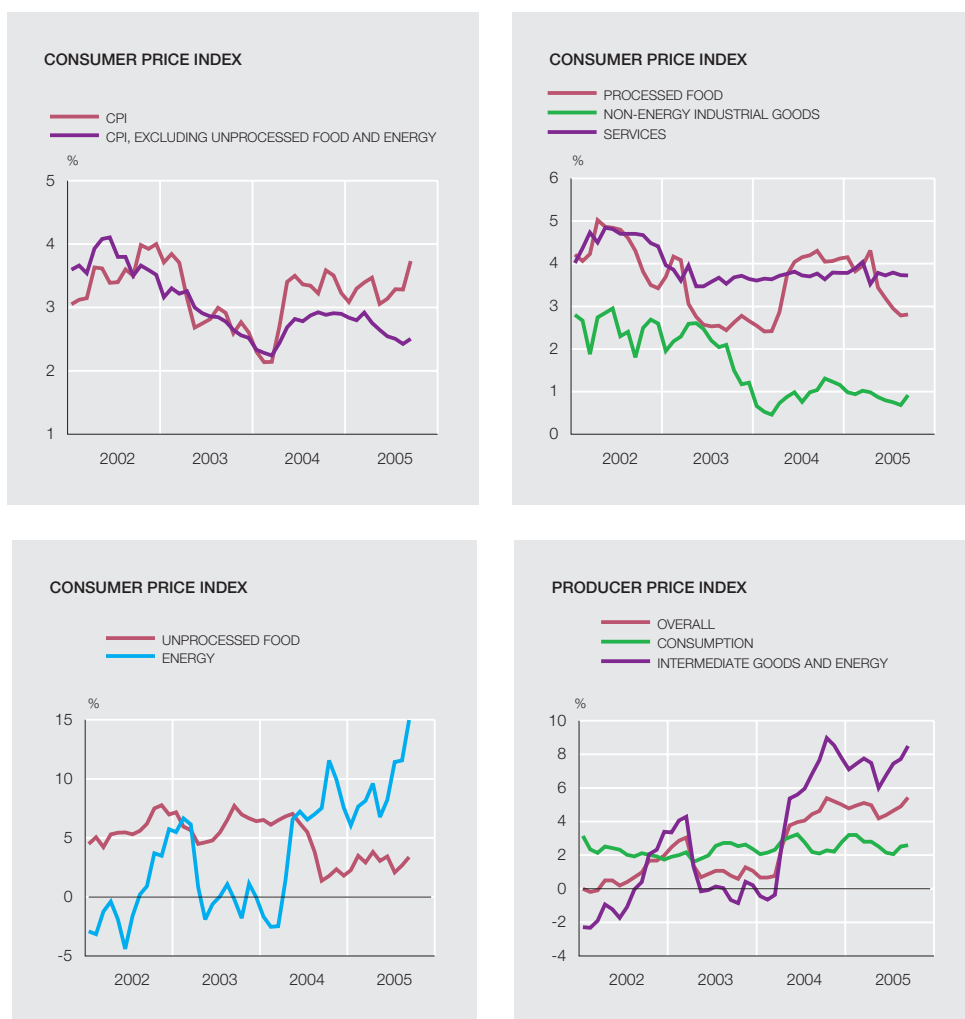 CONSUMER PRICE INDEX
CPI
CPI, EXCLUDING UNPROCESSED FOOD AND ENERGY
%
5
4
3
2
1
2002 2003 2004 2005
CONSUMER PRICE INDEX
PROCESSED FOOD
NON-ENERGY INDUSTRIAL GOODS
SERVICES
%
6
5
4
3
2
1
0
2002 2003 2004 2005
CONSUMER PRICE INDEX
UNPROCESSED FOOD
ENERGY
%
15
10
5
0
-5
2002 2003 2004 2005
PRODUCER PRICE INDEX
OVERALL
CONSUMPTION
INTERMEDIATE GOODS AND ENERGY
%
10
8
6
4
2
0
-2
-4
2002 2003 2004 2005